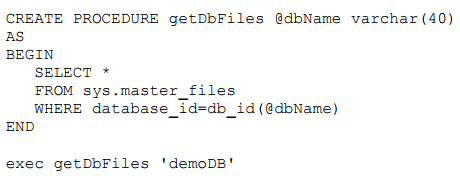 CREATE PROCEDURE getDbFiles @dbName varchar(40)
AS
BEGIN
   SELECT *
   FROM sys.master_files
   WHERE database_id=db_id(@dbName)
END

exec getDbFiles 'demoDB'